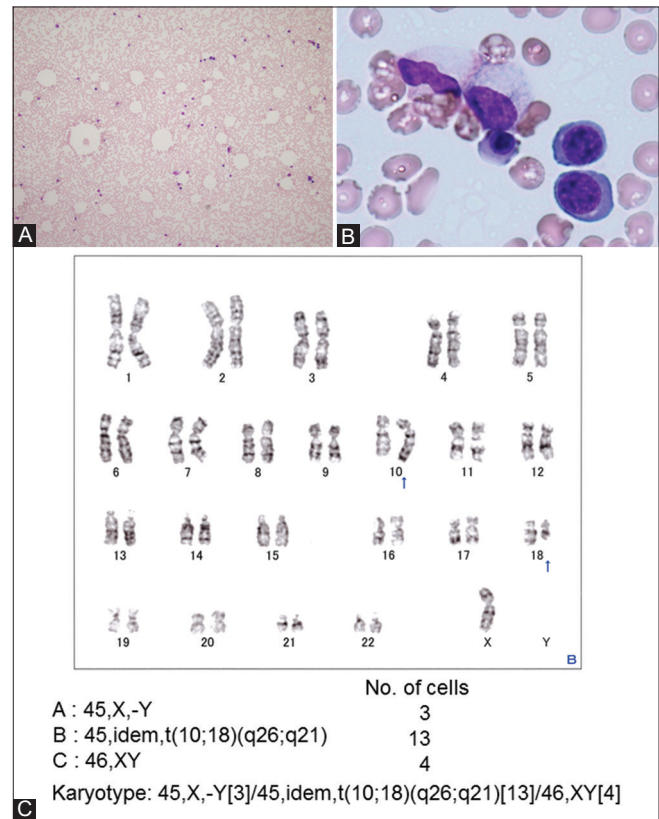 A
B
1 2 3 4 5
6 7 8 9 10 11 12
↑
13 14 15 16 17 18
↑
19 20 21 22 X Y
B
No. of cells
A : 45,X,-Y 3
B : 45,idem,t(10;18)(q26;q21) 13
C : 46,XY 4
Karyotype: 45,X,-Y[3]/45,idem,t(10;18)(q26;q21)[13]/46,XY[4]
C